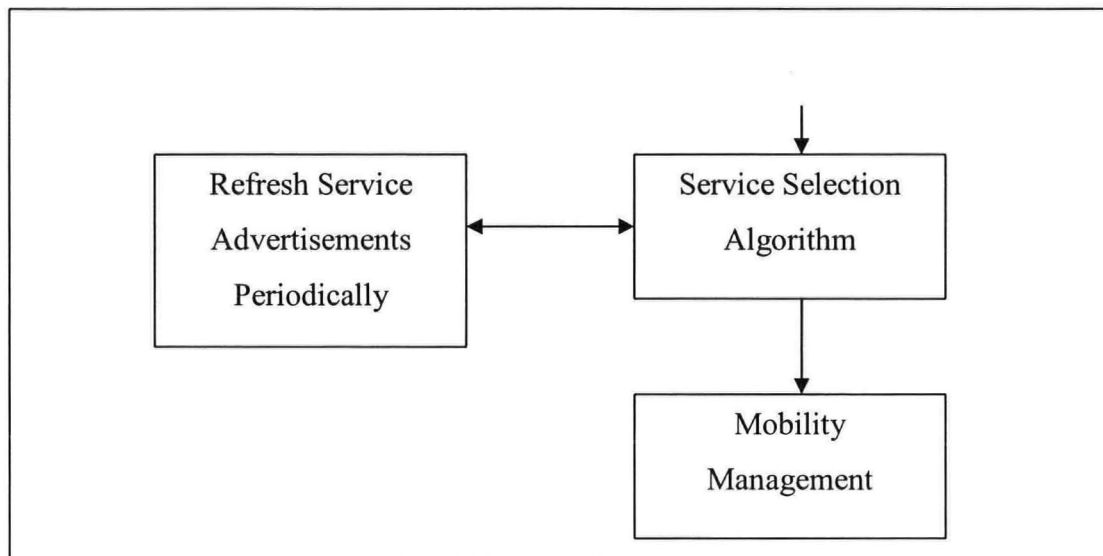 Refresh Service
Advertisements
Periodically
Service Selection
Algorithm
Mobility
Management